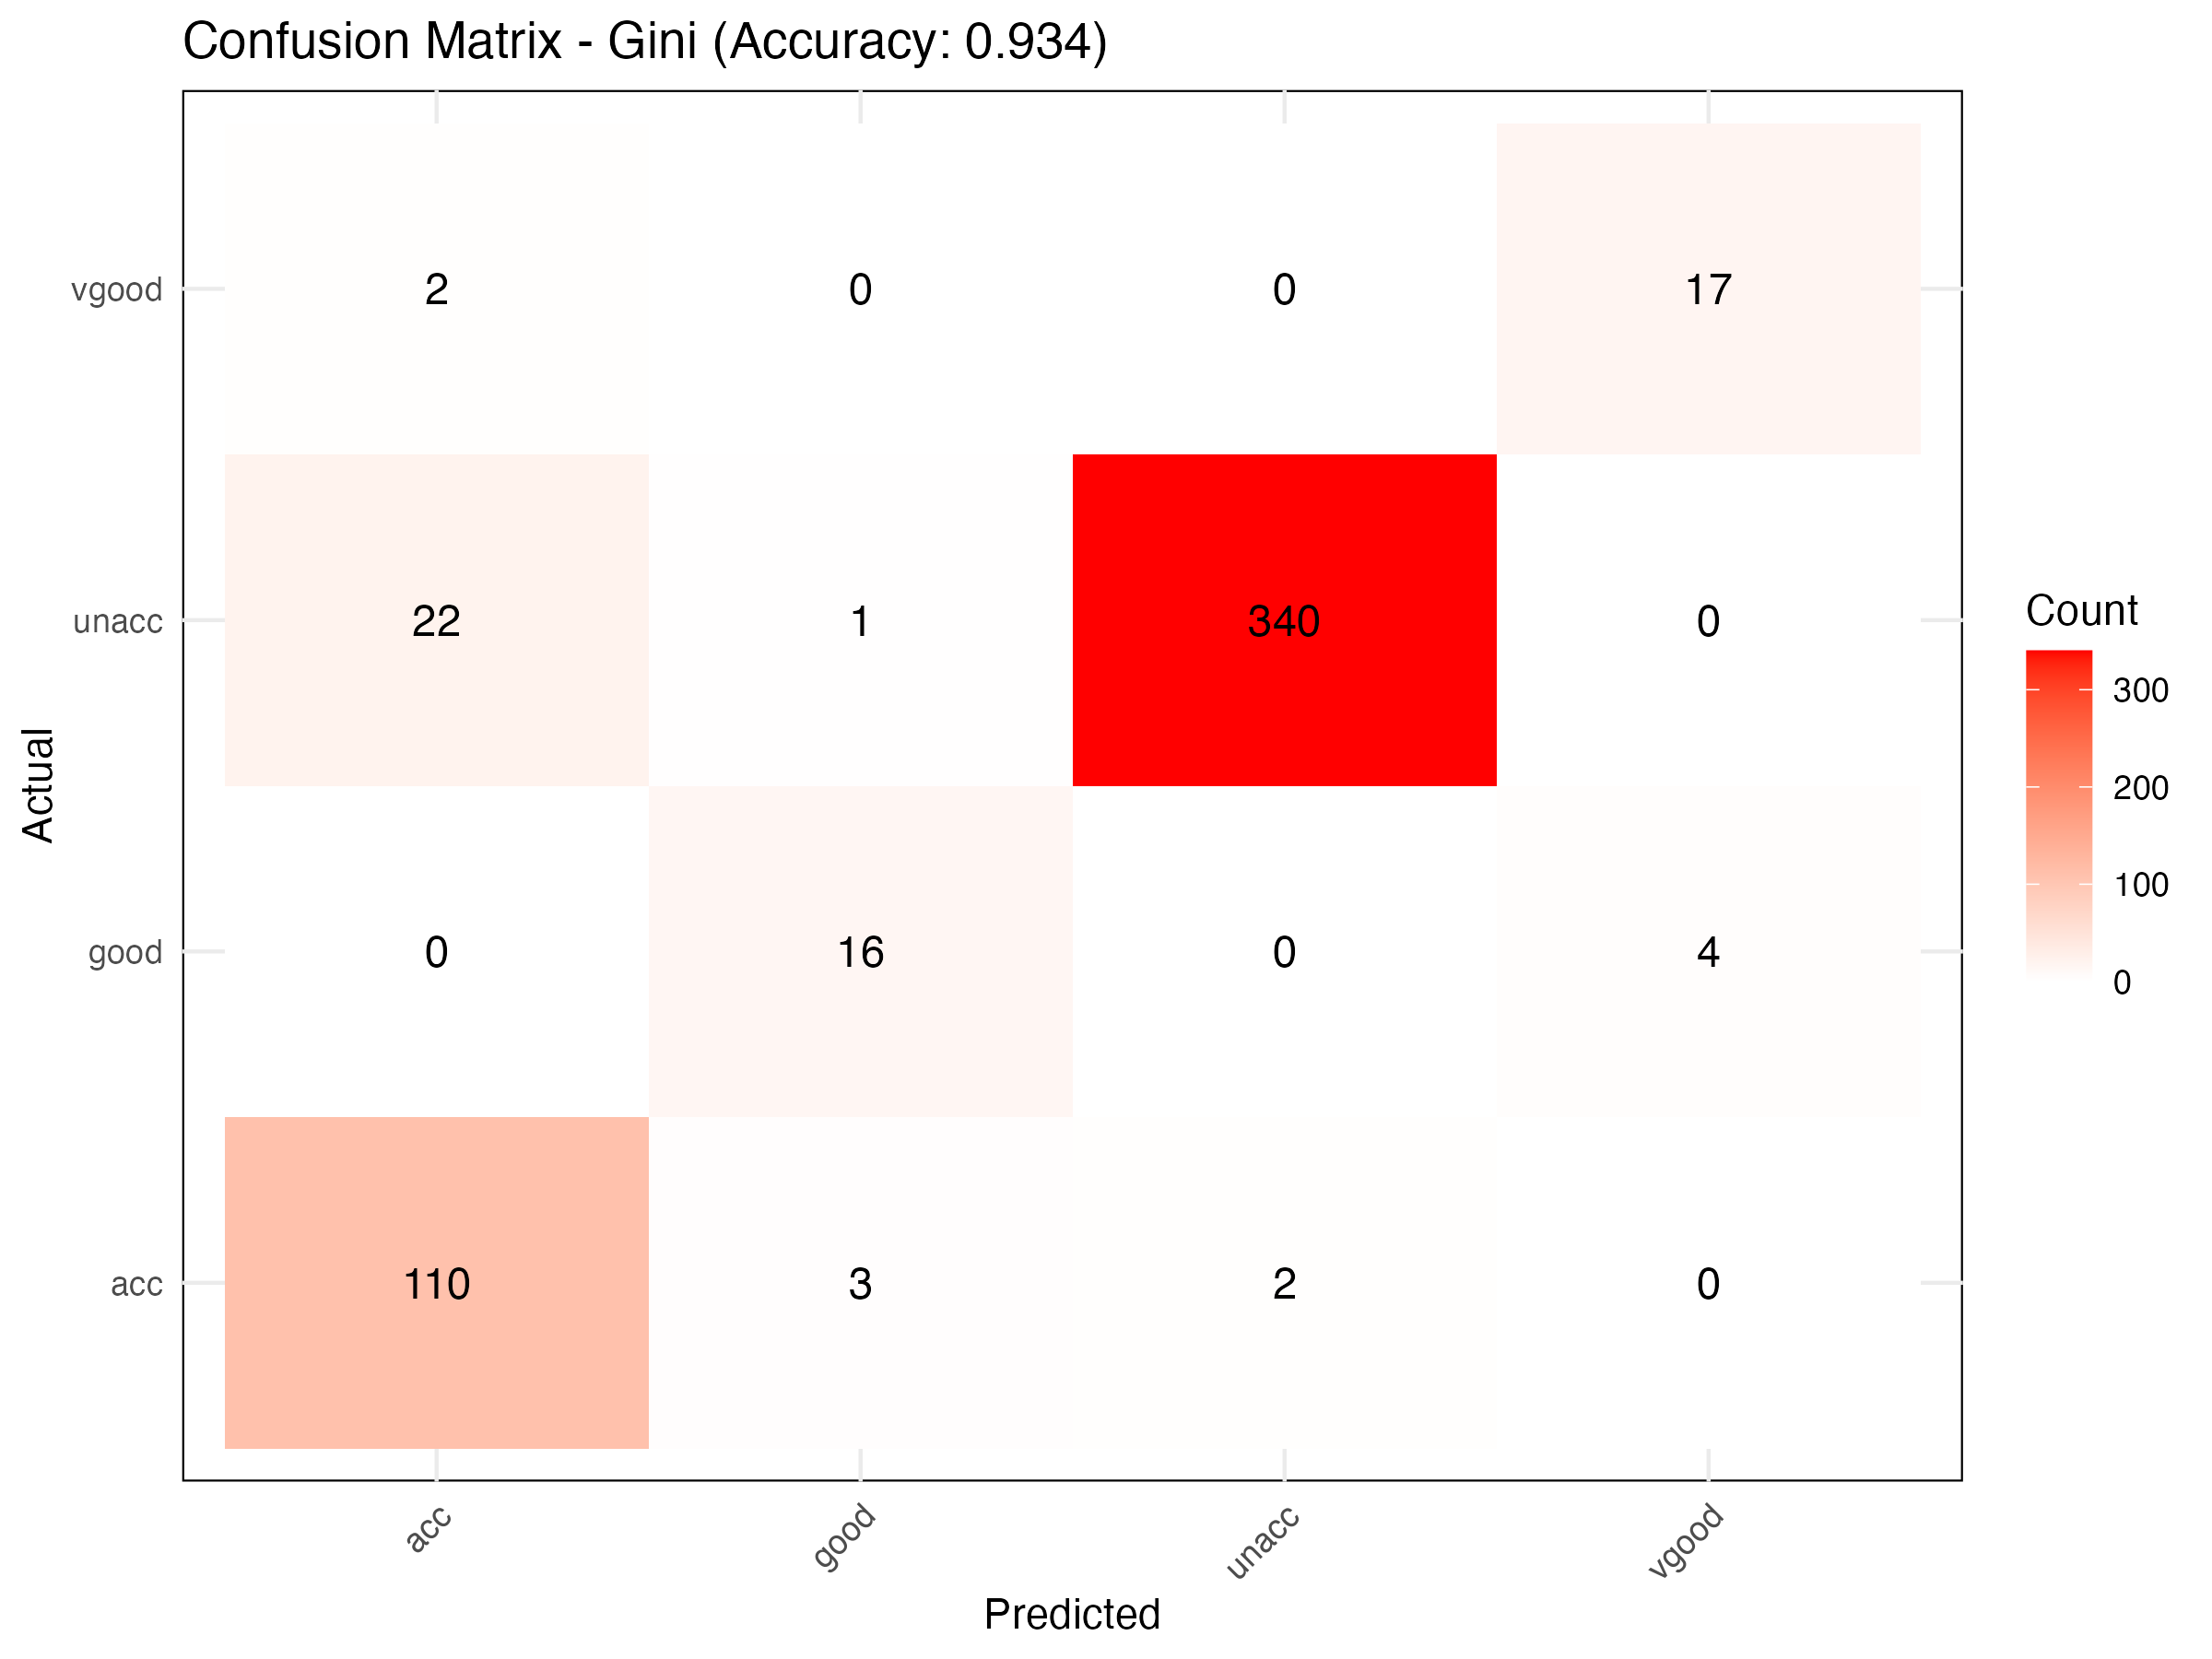 Confusion Matrix - Gini (Accuracy: 0.934)
Actual
vgood 2 0 0 17
unacc 22 1 340 0
good 0 16 0 4
acc 110 3 2 0
acc good unacc vgood
Predicted
Count
300
200
100
0